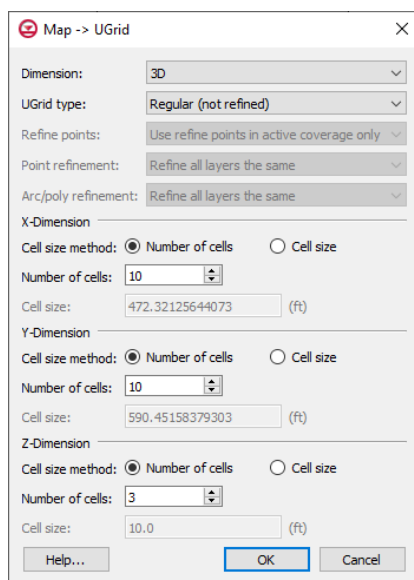 Map -> UGrid
Dimension: 3D
UGrid type: Regular (not refined)
Refine points: Use refine points in active coverage only
Point refinement: Refine all layers the same
Arc/poly refinement: Refine all layers the same
X-Dimension
Cell size method: Number of cells Cell size
Number of cells: 10
Cell size: 472.32125644073 (ft)
Y-Dimension
Cell size method: Number of cells Cell size
Number of cells: 10
Cell size: 590.45158379303 (ft)
Z-Dimension
Cell size method: Number of cells Cell size
Number of cells: 3
Cell size: 10.0 (ft)
Help... OK Cancel